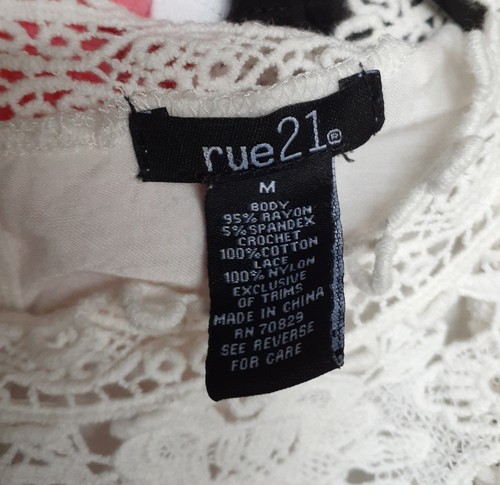 rue21®
M
BODY
95% RAYON
5% SPANDEX
CROCHET
100%COTTON
LACE
100% NYLON
EXCLUSIVE
OF TRIMS
MADE IN CHINA
RN 70829
SEE REVERSE
FOR CARE